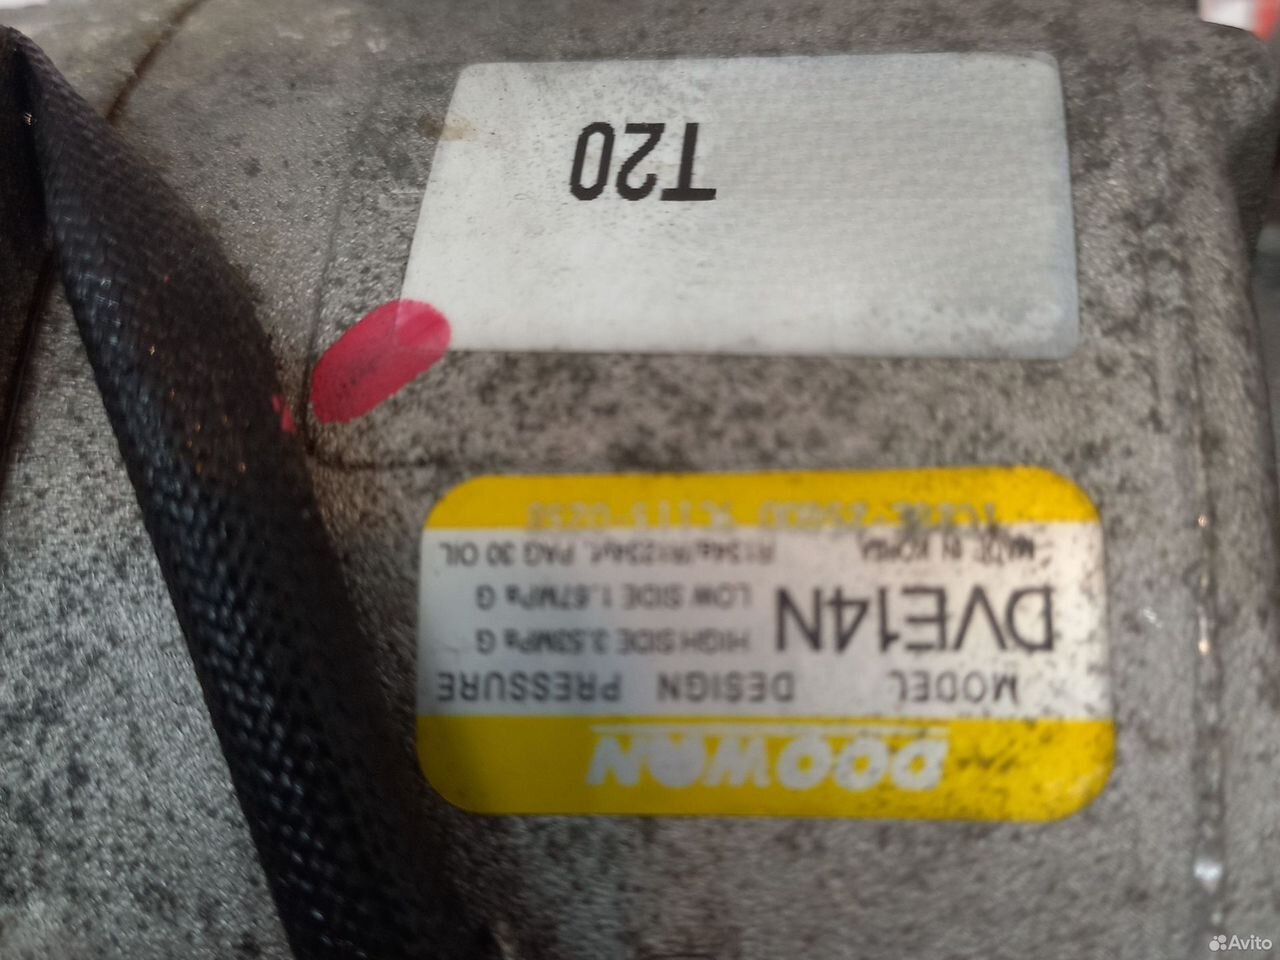 DOOWON
MODEL DESIGN PRESSURE
DVE14N HIGH SIDE 3.53MPa G
LOW SIDE 1.67MPa G
MADE IN KOREA R134a/R1234yf, PAG 30 OIL
T20
Avito